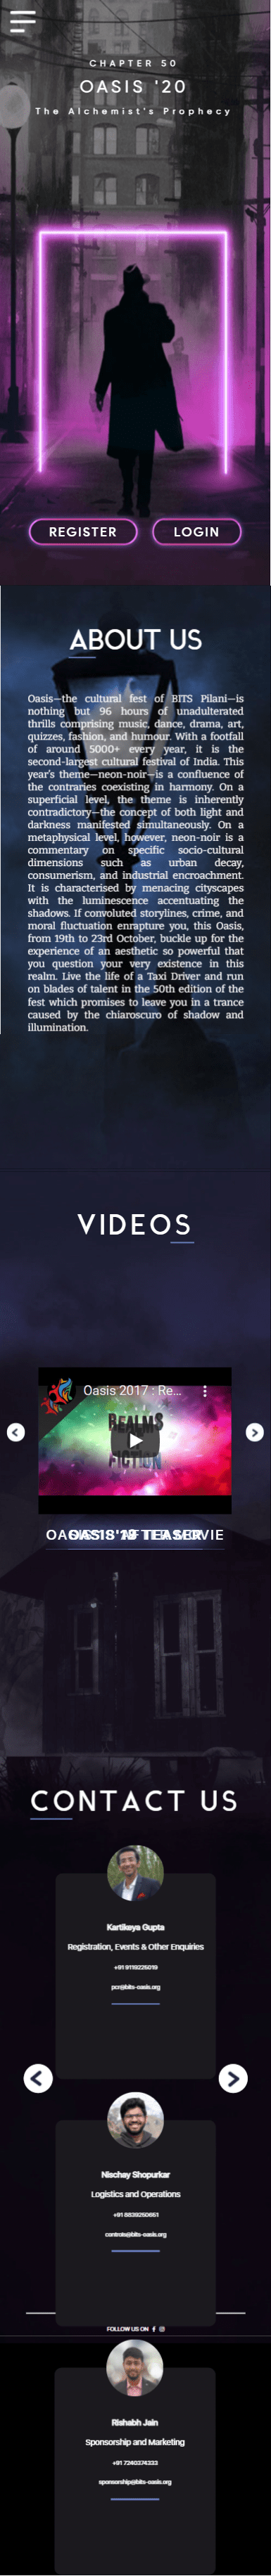 CHAPTER 50
OASIS '20
The Alchemist's Prophecy
REGISTER
LOGIN
ABOUT US
Oasis—the cultural fest of BITS Pilani—is
nothing but 96 hours of unadulterated
thrills comprising music, dance, drama, art,
quizzes, fashion, and humour. With a footfall
of around 5000+ every year, it is the
second-largest cultural festival of India. This
year's theme—neon-noir—is a confluence of
the contraries coexisting in harmony. On a
superficial level, the theme is inherently
contradictory—the concept of both light and
darkness manifested simultaneously. On a
metaphysical level, however, neon-noir is a
commentary on specific socio-cultural
dimensions such as urban decay,
consumerism, and industrial encroachment.
It is characterised by menacing cityscapes
with the luminescence accentuating the
shadows. If convoluted storylines, crime, and
moral fluctuation enrapture you, this Oasis,
from 19th to 23rd October, buckle up for the
experience of an aesthetic so powerful that
you question your very existence in this
realm. Live the life of a Taxi Driver and run
on blades of talent in the 50th edition of the
fest which promises to leave you in a trance
caused by the chiaroscuro of shadow and
illumination.
VIDEOS
Oasis 2017 : Re...
REALMS
FICTION
CONTACT US
Kartikeya Gupta
Registration, Events & Other Enquiries
+91 9119225019
pcr@bits-oasis.org
Nischay Shopurkar
Logistics and Operations
+91 8839250651
controls@bits-oasis.org
FOLLOW US ON
Rishabh Jain
Sponsorship and Marketing
+91 7240374333
sponsorship@bits-oasis.org